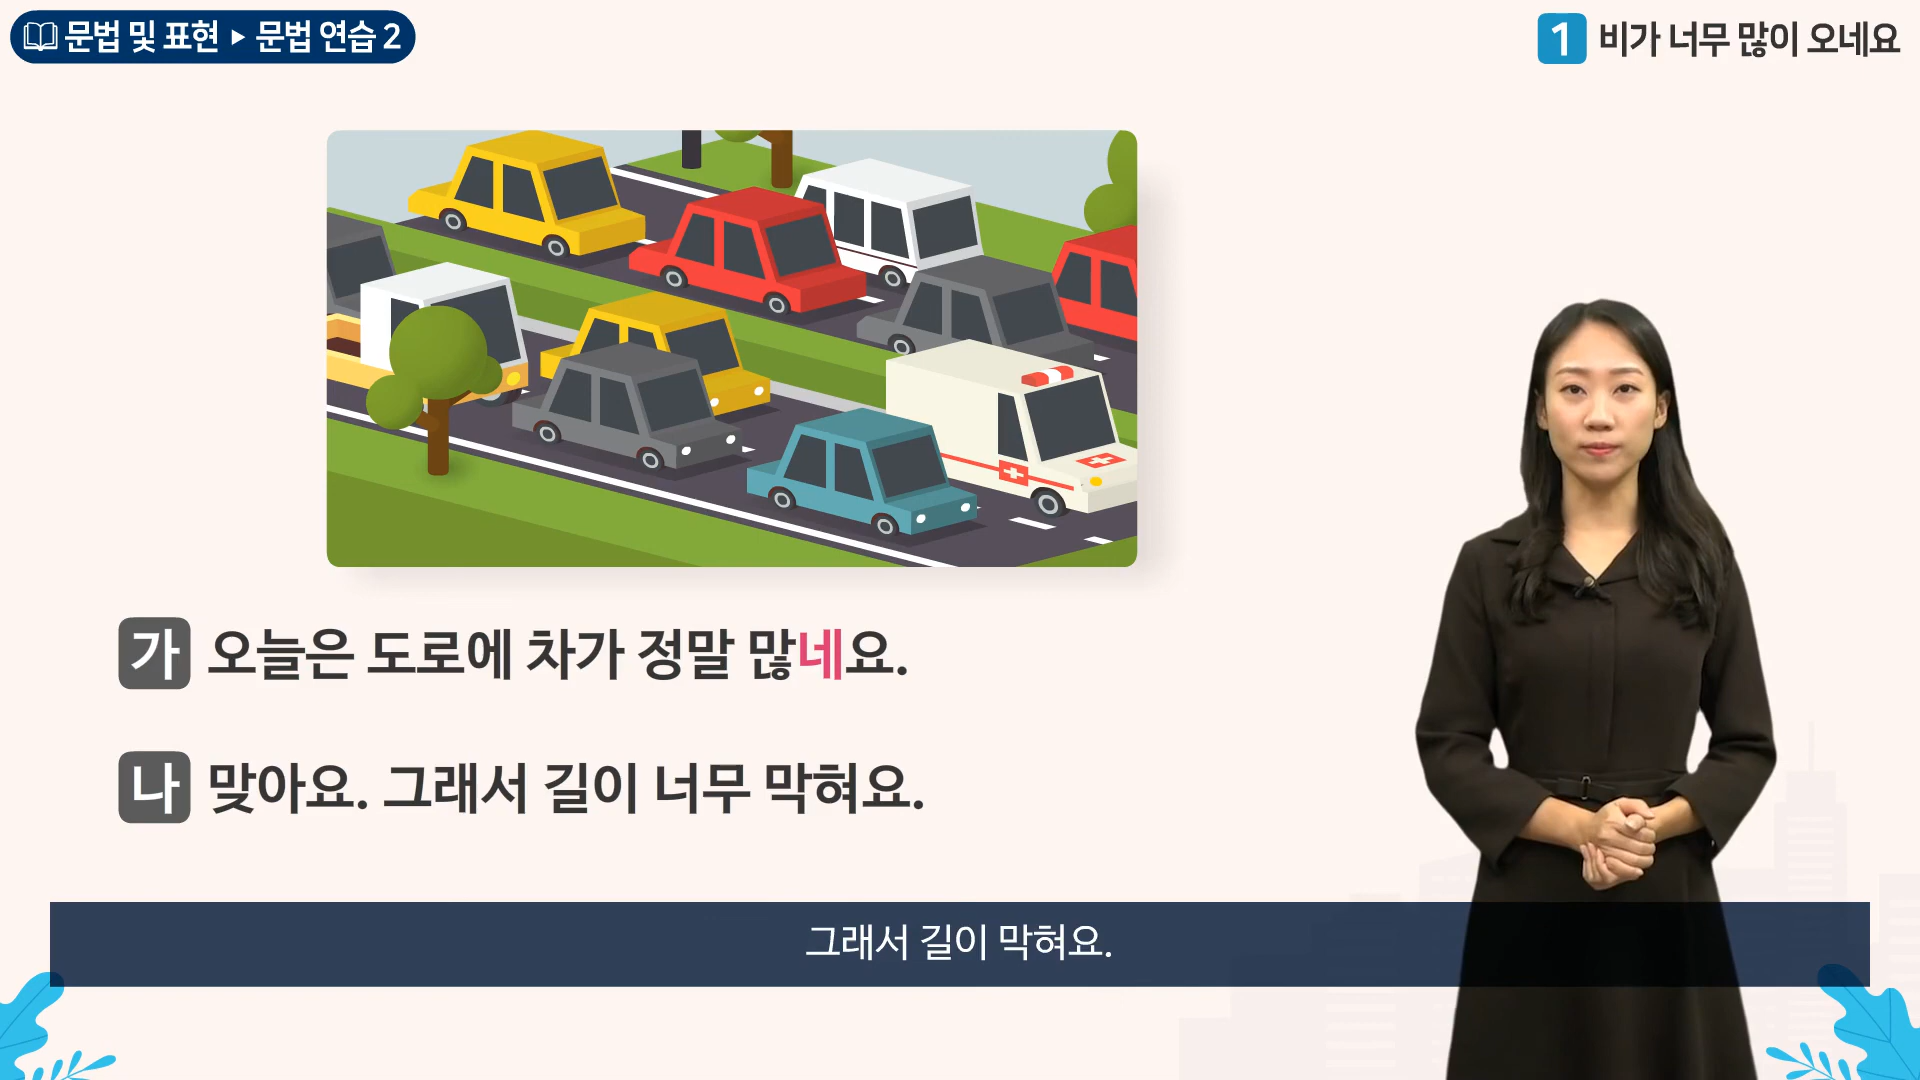 문법 및 표현 ▶ 문법 연습 2
1 비가 너무 많이 오네요
가 오늘은 도로에 차가 정말 많네요.
나 맞아요. 그래서 길이 너무 막혀요.
그래서 길이 막혀요.